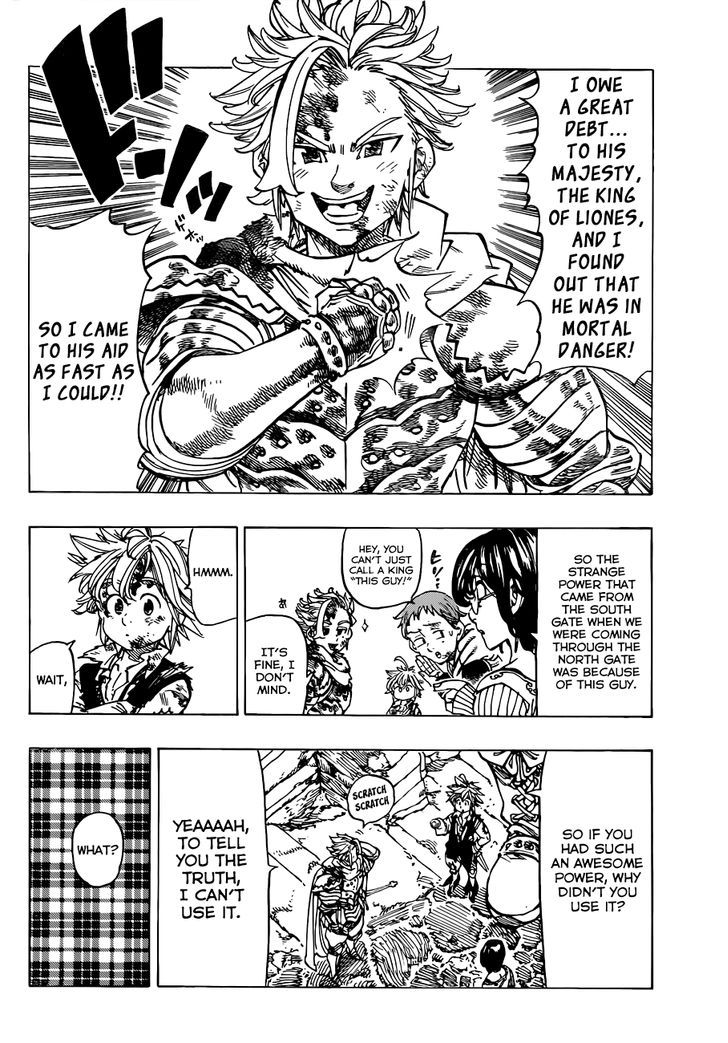 ドンッ
I OWE
A GREAT
DEBT...
TO HIS
MAJESTY,
THE KING
OF LIONES,
AND I
FOUND
OUT THAT
HE WAS IN
MORTAL
DANGER!
SO I CAME
TO HIS AID
AS FAST AS
I COULD!!
SO THE
STRANGE
POWER THAT
CAME FROM
THE SOUTH
GATE WHEN WE
WERE COMING
THROUGH THE
NORTH GATE
WAS BECAUSE
OF THIS GUY.
HEY, YOU
CAN'T JUST
CALL A KING
"THIS GUY!"
IT'S
FINE, I
DON'T
MIND.
HMMM.
WAIT,
SO IF YOU
HAD SUCH
AN AWESOME
POWER, WHY
DIDN'T YOU
USE IT?
SCRATCH
SCRATCH
YEAAAAH,
TO TELL
YOU THE
TRUTH,
I CAN'T
USE IT.
WHAT?